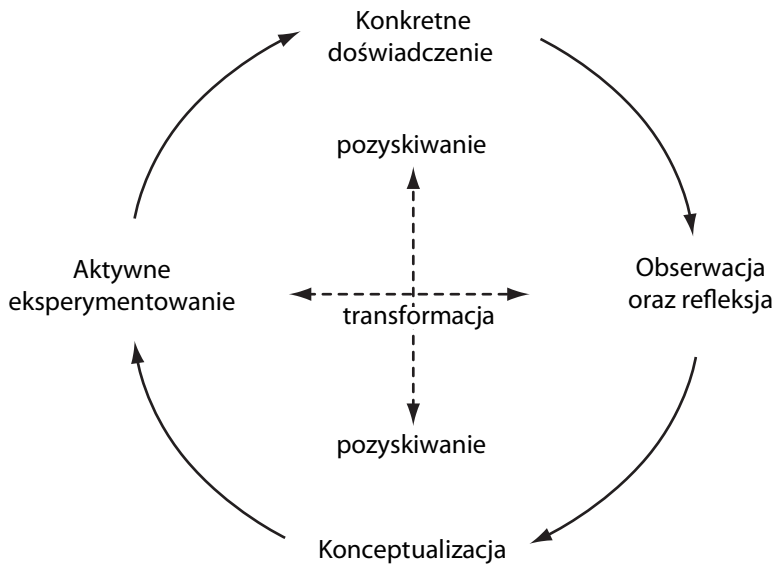 Konkretne
doświadczenie
pozyskiwanie
Aktywne
eksperymentowanie
Obserwacja
oraz refleksja
transformacja
pozyskiwanie
Konceptualizacja